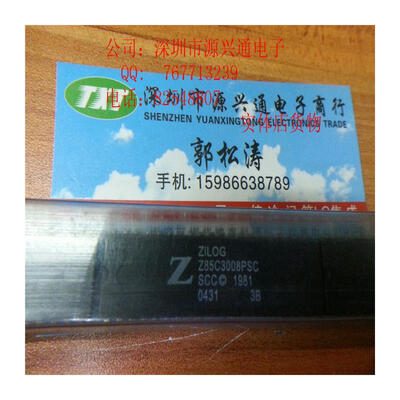 公司：深圳市源兴通电子
QQ: 767713239
深圳市源兴通电子商行
SHENZHEN YUANXINGTONG ELECTRONICS TRADE
实体店货物
郭松涛
手机: 15986638789
ZiLOG
Z
Z85C3008PSC
SCC© 1981
0431 3B